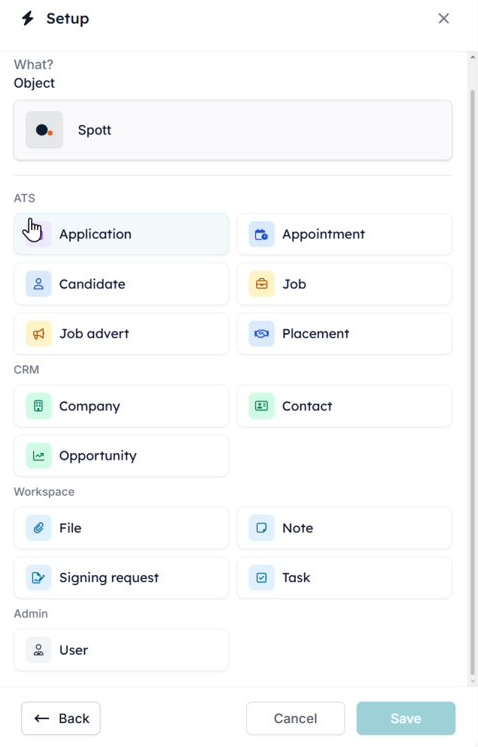 Setup
What?
Object
Spott
ATS
Application
Appointment
Candidate
Job
Job advert
Placement
CRM
Company
Contact
Opportunity
Workspace
File
Note
Signing request
Task
Admin
User
Back
Cancel
Save